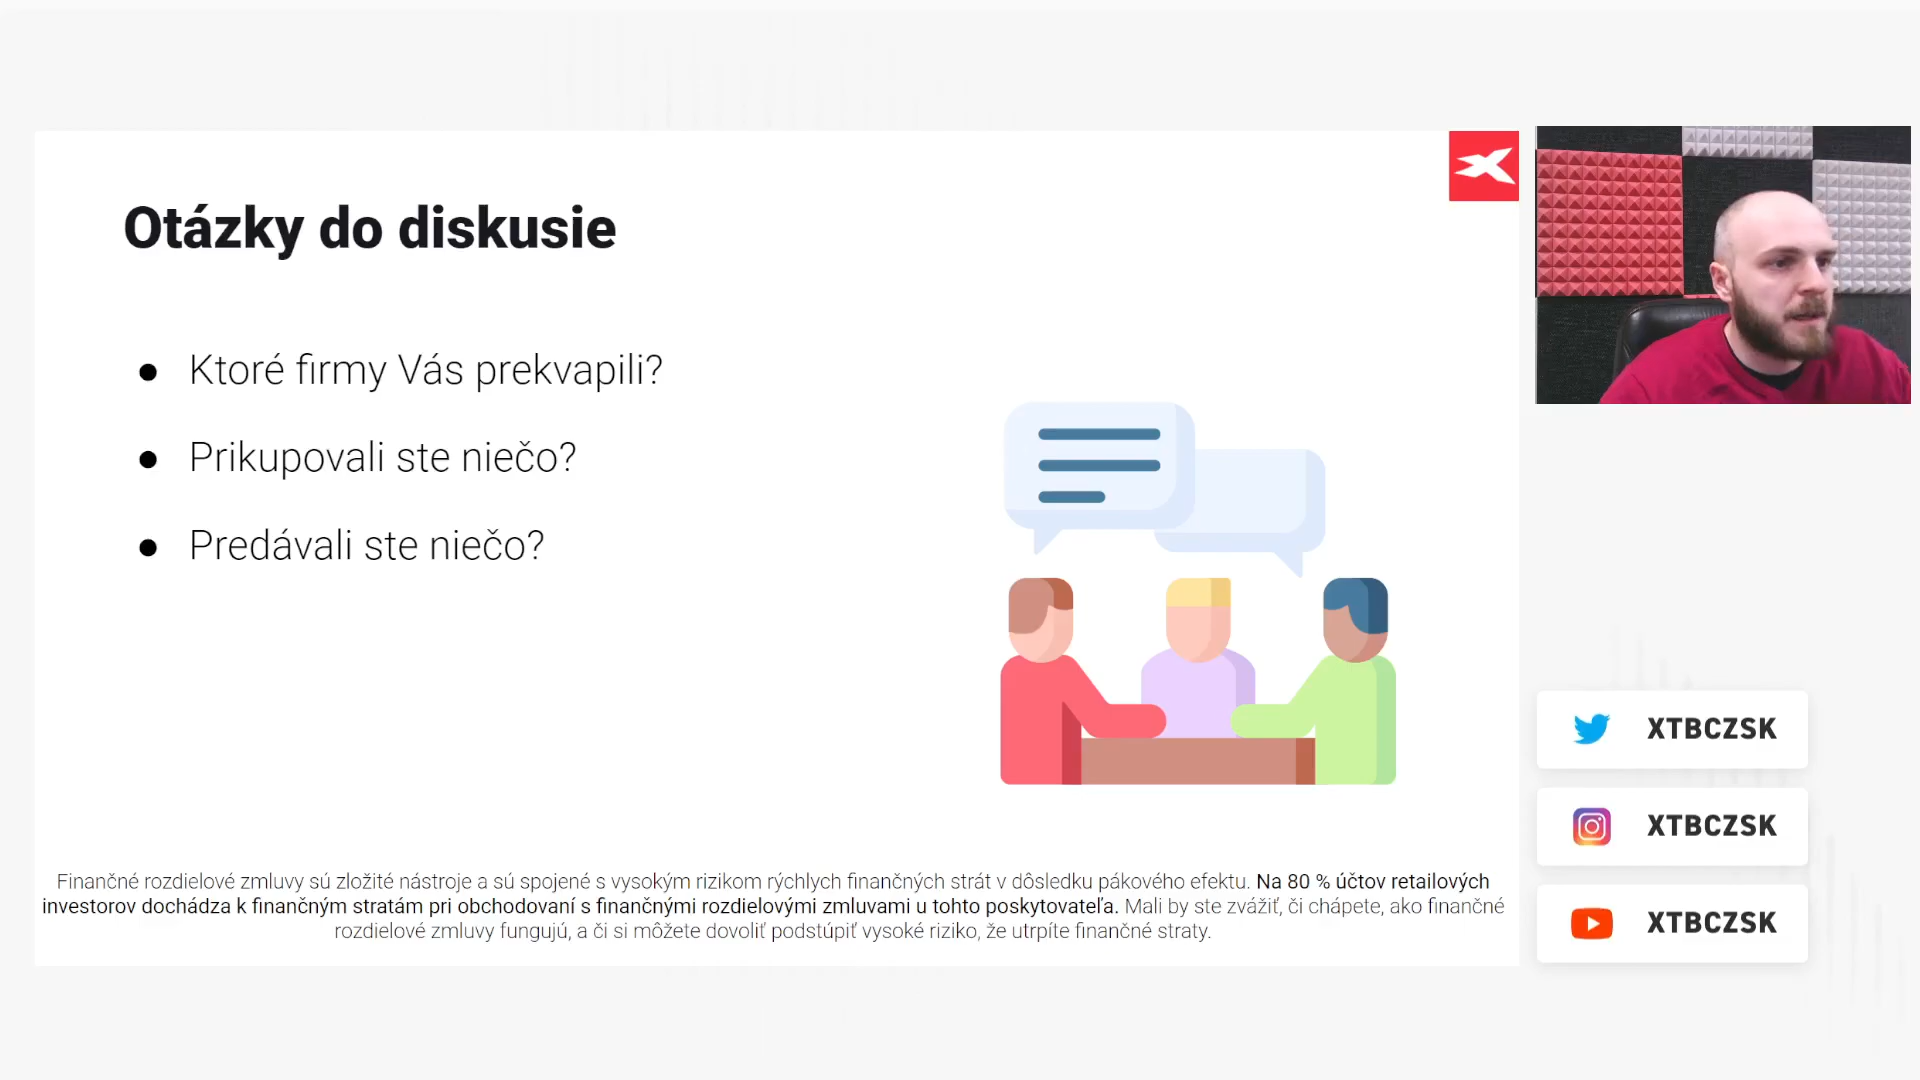 Otázky do diskusie
● Ktoré firmy Vás prekvapili?
● Prikupovali ste niečo?
● Predávali ste niečo?
Finančné rozdielové zmluvy sú zložité nástroje a sú spojené s vysokým rizikom rýchlych finančných strát v dôsledku pákového efektu. Na 80 % účtov retailových
investorov dochádza k finančným stratám pri obchodovaní s finančnými rozdielovými zmluvami u tohto poskytovateľa. Mali by ste zvážiť, či chápete, ako finančné
rozdielové zmluvy fungujú, a či si môžete dovoliť podstúpiť vysoké riziko, že utrpíte finančné straty.
XTBCZSK
XTBCZSK
XTBCZSK